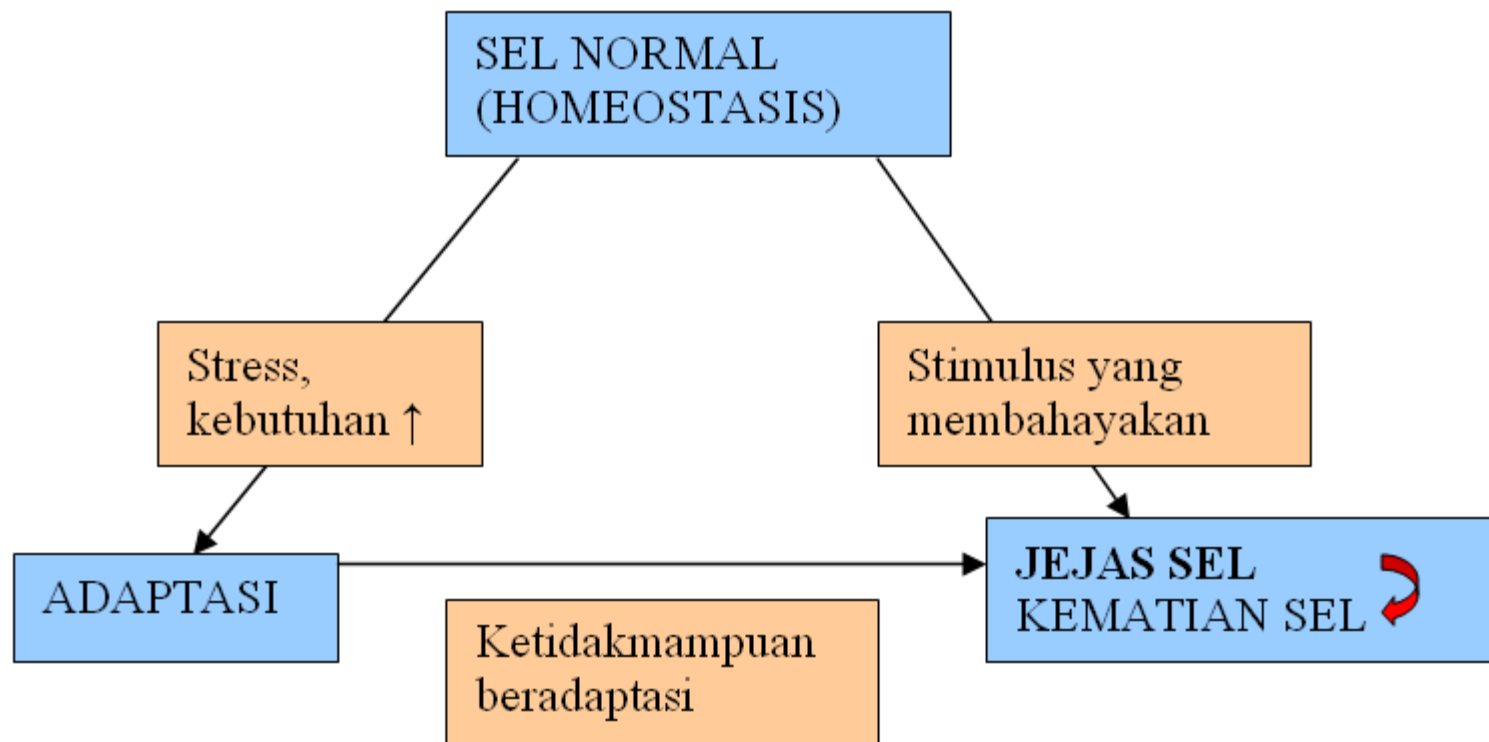 SEL NORMAL
(HOMEOSTASIS)
Stress,
kebutuhan ↑
Stimulus yang
membahayakan
ADAPTASI
JEJAS SEL
KEMATIAN SEL
Ketidakmampuan
beradaptasi